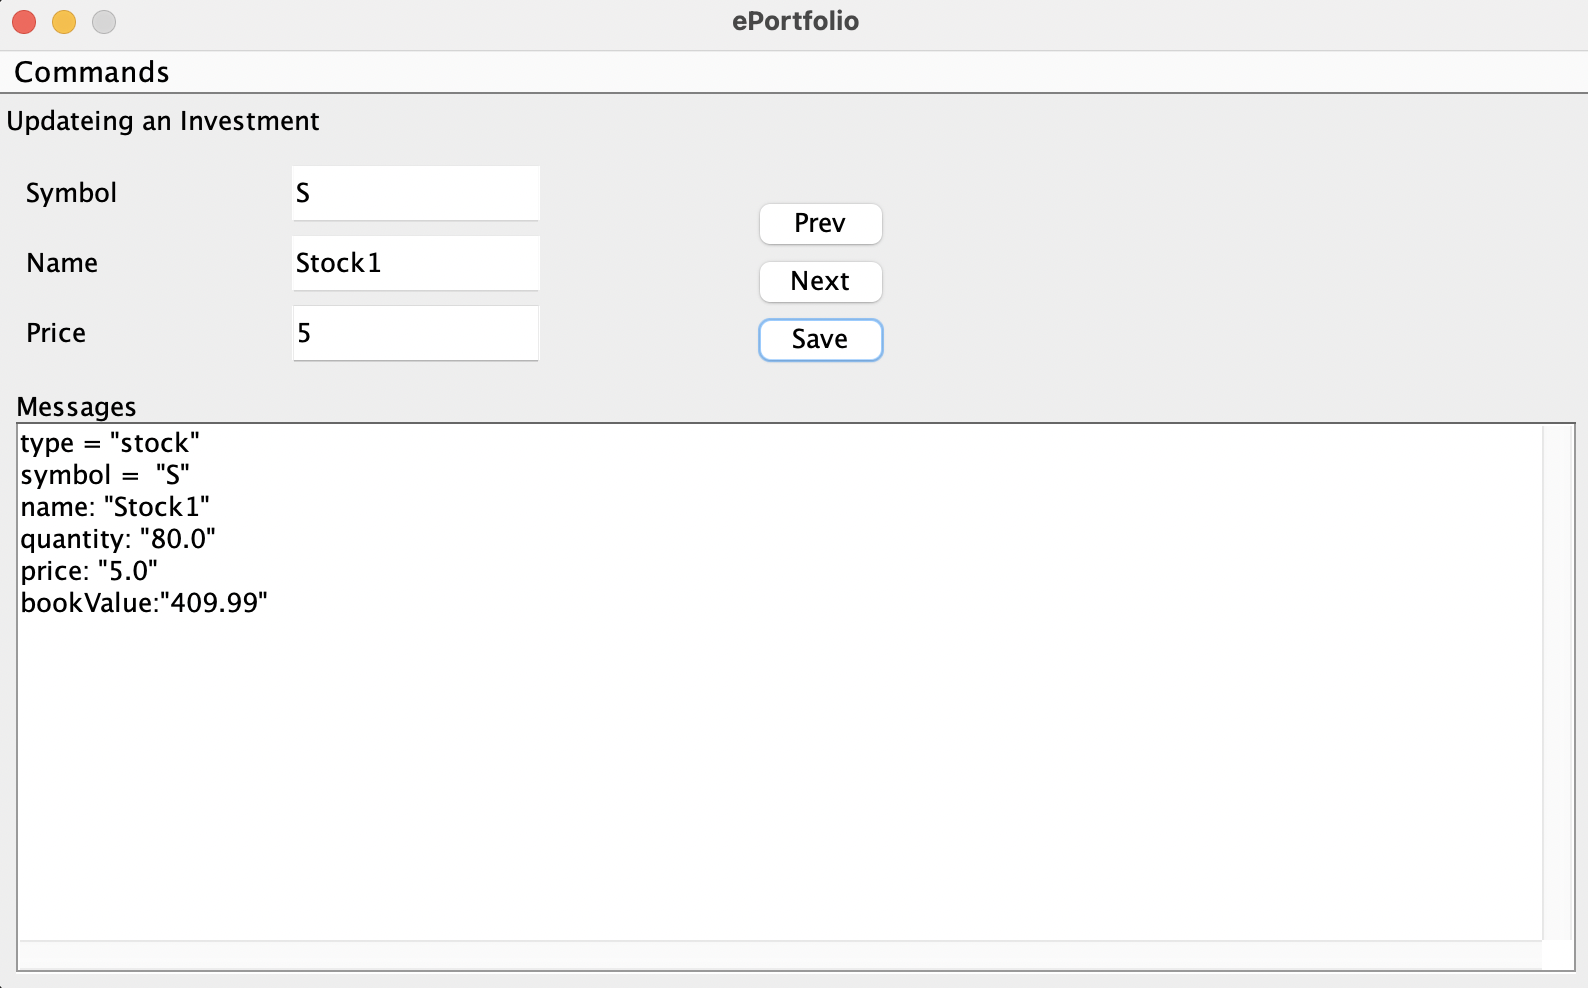 ePortfolio
Commands
Updateing an Investment
Symbol
S
Name
Stock1
Price
5
Prev
Next
Save
Messages
type = "stock"
symbol =  "S"
name: "Stock1"
quantity: "80.0"
price: "5.0"
bookValue:"409.99"